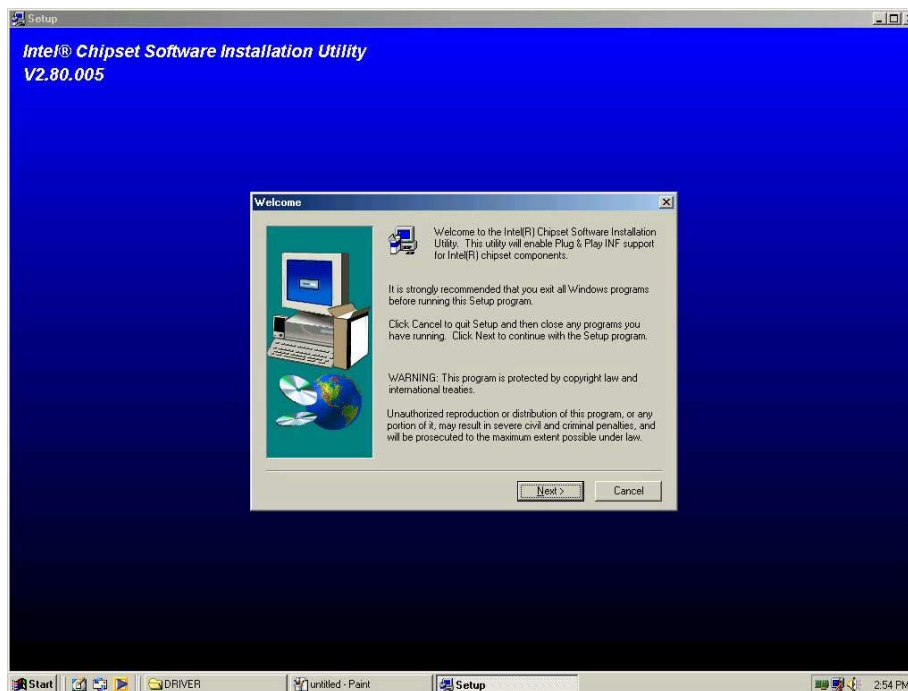 Setup
Intel® Chipset Software Installation Utility
V2.80.005
Welcome
Welcome to the Intel(R) Chipset Software Installation
Utility. This utility will enable Plug & Play INF support
for Intel(R) chipset components.
It is strongly recommended that you exit all Windows programs
before running this Setup program.
Click Cancel to quit Setup and then close any programs you
have running. Click Next to continue with the Setup program.
WARNING: This program is protected by copyright law and
international treaties.
Unauthorized reproduction or distribution of this program, or any
portion of it, may result in severe civil and criminal penalties, and
will be prosecuted to the maximum extent possible under law.
Next >
Cancel
Start
DRIVER
untitled - Paint
Setup
2:54 PM